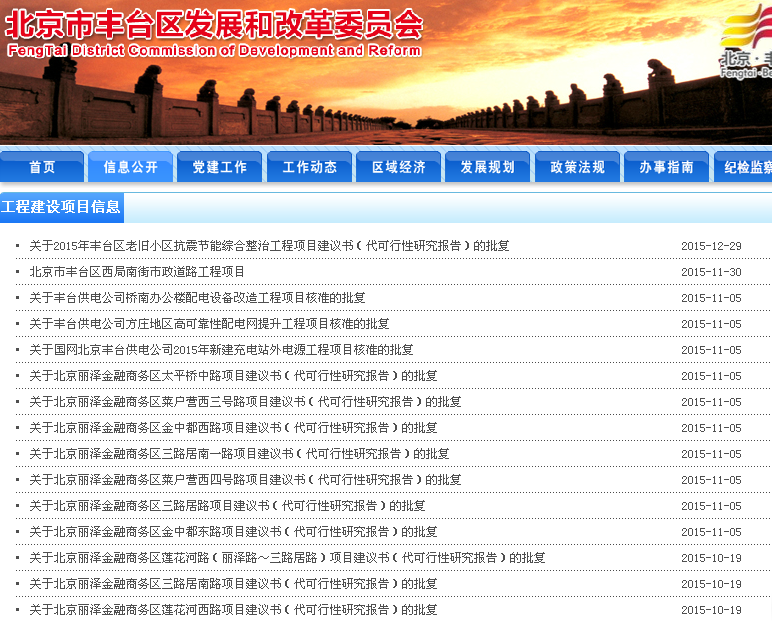 北京市丰台区发展和改革委员会
FengTai District Commission of Development and Reform
北京·丰
Fengtai·Be
首页 信息公开 党建工作 工作动态 区域经济 发展规划 政策法规 办事指南 纪检监察
工程建设项目信息
· 关于2015年丰台区老旧小区抗震节能综合整治工程项目建议书（代可行性研究报告）的批复 2015-12-29
· 北京市丰台区西局南街市政道路工程项目 2015-11-30
· 关于丰台供电公司桥南办公楼配电设备改造工程项目核准的批复 2015-11-05
· 关于丰台供电公司方庄地区高可靠性配电网提升工程项目核准的批复 2015-11-05
· 关于国网北京丰台供电公司2015年新建充电站外电源工程项目核准的批复 2015-11-05
· 关于北京丽泽金融商务区太平桥中路项目建议书（代可行性研究报告）的批复 2015-11-05
· 关于北京丽泽金融商务区菜户营西三号路项目建议书（代可行性研究报告）的批复 2015-11-05
· 关于北京丽泽金融商务区金中都西路项目建议书（代可行性研究报告）的批复 2015-11-05
· 关于北京丽泽金融商务区三路居南一路项目建议书（代可行性研究报告）的批复 2015-11-05
· 关于北京丽泽金融商务区菜户营西四号路项目建议书（代可行性研究报告）的批复 2015-11-05
· 关于北京丽泽金融商务区三路居路项目建议书（代可行性研究报告）的批复 2015-11-05
· 关于北京丽泽金融商务区金中都东路项目建议书（代可行性研究报告）的批复 2015-11-05
· 关于北京丽泽金融商务区莲花河路（丽泽路～三路居路）项目建议书（代可行性研究报告）的批复 2015-10-19
· 关于北京丽泽金融商务区三路居南路项目建议书（代可行性研究报告）的批复 2015-10-19
· 关于北京丽泽金融商务区莲花河西路项目建议书（代可行性研究报告）的批复 2015-10-19